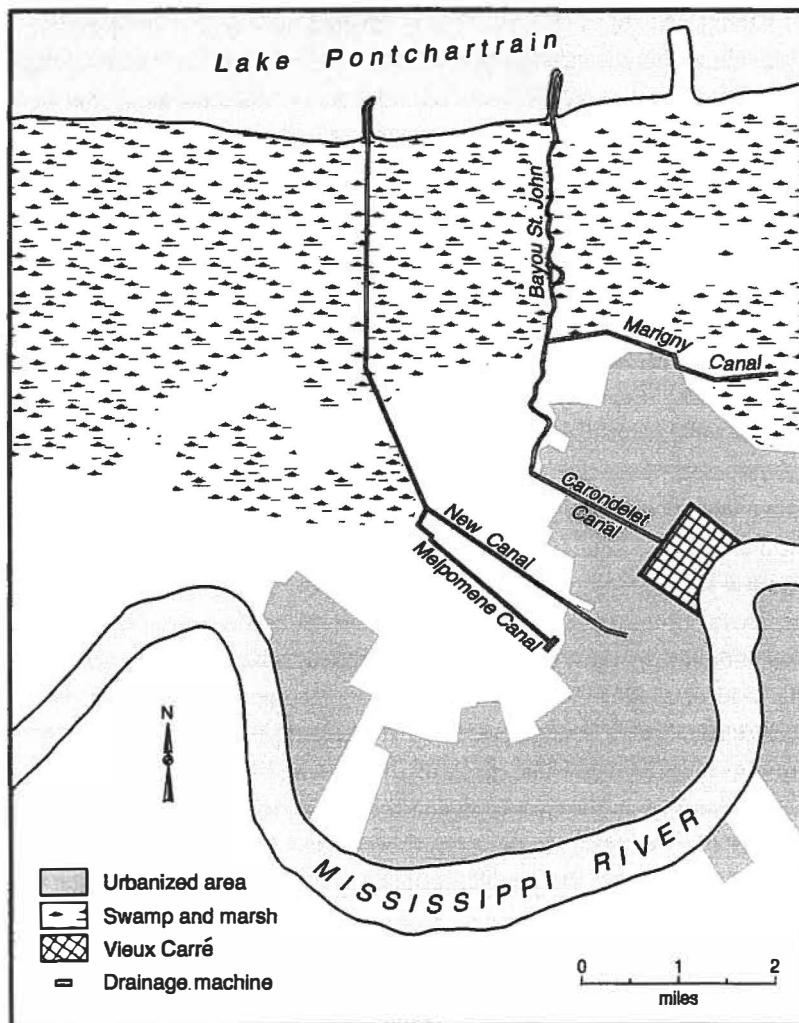 Lake Pontchartrain
Bayou St. John
Marigny
Canal
Carondelet
Canal
New Canal
Melpomene Canal
N
MISSISSIPPI RIVER
Urbanized area
Swamp and marsh
Vieux Carré
Drainage machine
0 1 2
miles